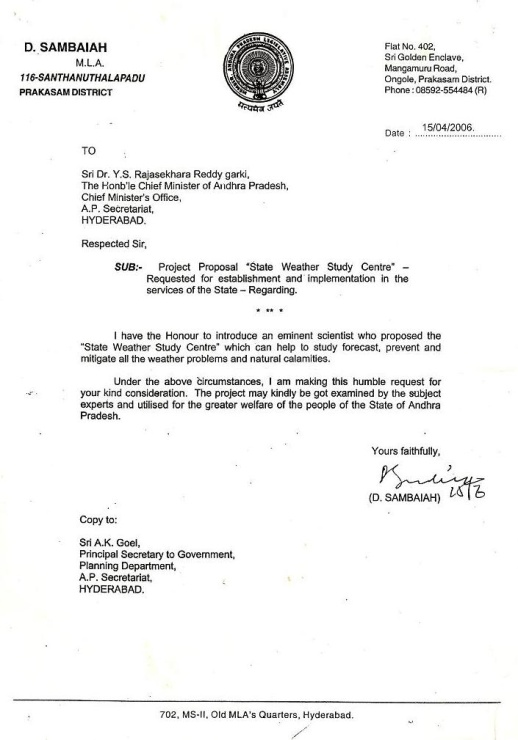 D. SAMBAIAH
M.L.A.
116-SANTHANUTHALAPADU
PRAKASAM DISTRICT
सत्यमेव जयते
Flat No. 402,
Sri Golden Enclave,
Mangamuru Road,
Ongole, Prakasam District.
Phone : 08592-554484 (R)
Date : 15/04/2006.
TO
Sri Dr. Y.S. Rajasekhara Reddy garki,
The Honb'le Chief Minister of Andhra Pradesh,
Chief Minister's Office,
A.P. Secretariat,
HYDERABAD.
Respected Sir,
SUB:- Project Proposal "State Weather Study Centre" –
Requested for establishment and implementation in the
services of the State – Regarding.
* ** *
I have the Honour to introduce an eminent scientist who proposed the
"State Weather Study Centre" which can help to study forecast, prevent and
mitigate all the weather problems and natural calamities.
Under the above circumstances, I am making this humble request for
your kind consideration. The project may kindly be got examined by the subject
experts and utilised for the greater welfare of the people of the State of Andhra
Pradesh.
Yours faithfully,
(D. SAMBAIAH)
Copy to:
Sri A.K. Goel,
Principal Secretary to Government,
Planning Department,
A.P. Secretariat,
HYDERABAD.
702, MS-II, Old MLA's Quarters, Hyderabad.